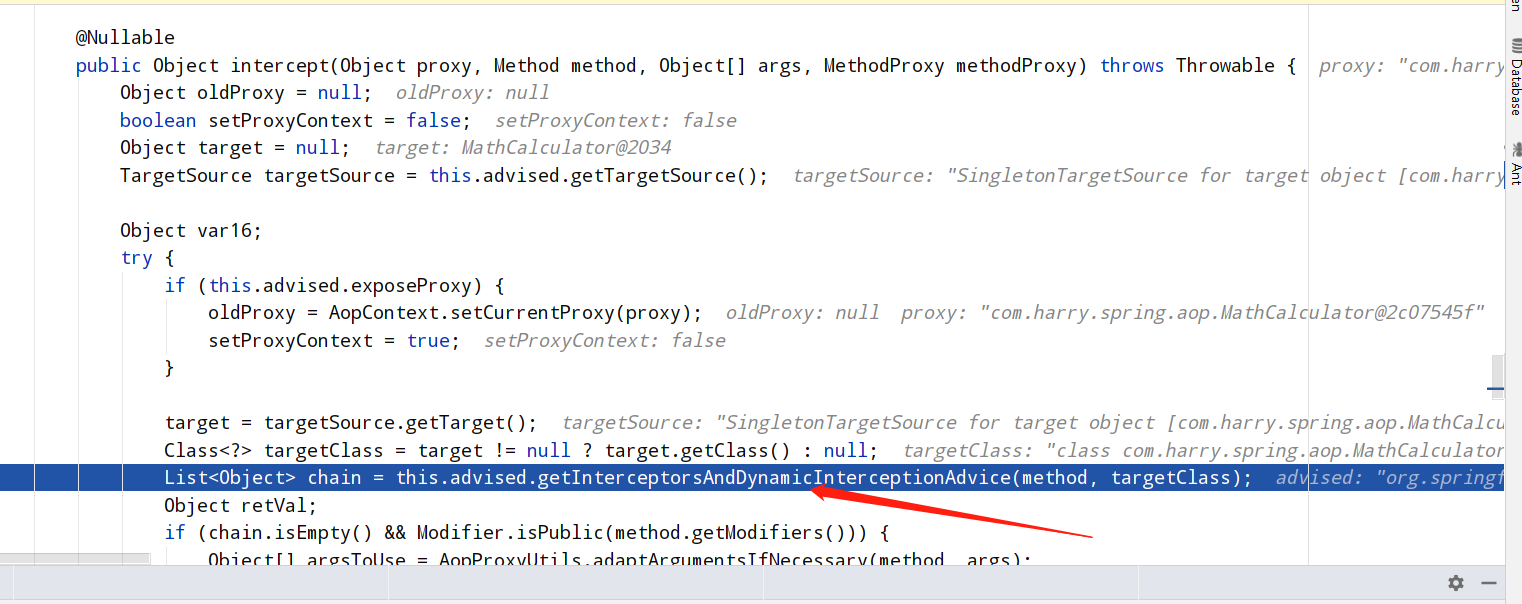 @Nullable
public Object intercept(Object proxy, Method method, Object[] args, MethodProxy methodProxy) throws Throwable {  proxy: "com.harry
Object oldProxy = null;  oldProxy: null
boolean setProxyContext = false;  setProxyContext: false
Object target = null;  target: MathCalculator@2034
TargetSource targetSource = this.advised.getTargetSource();  targetSource: "SingletonTargetSource for target object [com.harry
Object var16;
try {
if (this.advised.exposeProxy) {
oldProxy = AopContext.setCurrentProxy(proxy);  oldProxy: null  proxy: "com.harry.spring.aop.MathCalculator@2c07545f"
setProxyContext = true;  setProxyContext: false
}
target = targetSource.getTarget();  targetSource: "SingletonTargetSource for target object [com.harry.spring.aop.MathCalcu
Class<?> targetClass = target != null ? target.getClass() : null;  targetClass: "class com.harry.spring.aop.MathCalculator
List<Object> chain = this.advised.getInterceptorsAndDynamicInterceptionAdvice(method, targetClass);  advised: "org.springf
Object retVal;
if (chain.isEmpty() && Modifier.isPublic(method.getModifiers())) {
Object[] argsToUse = AopProxyUtils.adaptArgumentsIfNecessary(method, args);
en
Database
Ant